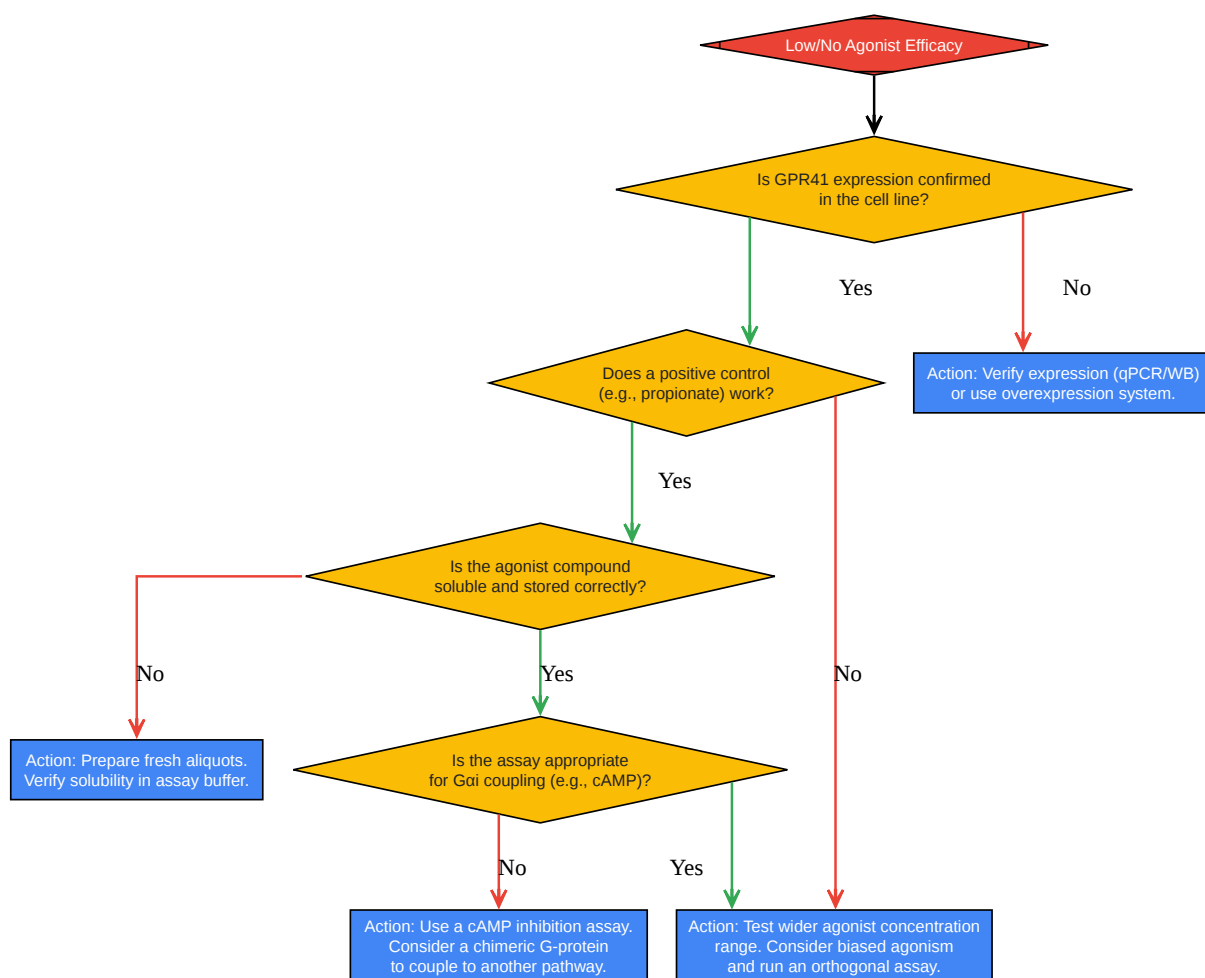 Low/No Agonist Efficacy
Is GPR41 expression confirmed
in the cell line?
Yes
No
Does a positive control
(e.g., propionate) work?
Action: Verify expression (qPCR/WB)
or use overexpression system.
Yes
Is the agonist compound
soluble and stored correctly?
No
Yes
No
Action: Prepare fresh aliquots.
Verify solubility in assay buffer.
Is the assay appropriate
for Gαi coupling (e.g., cAMP)?
No
Yes
Action: Use a cAMP inhibition assay.
Consider a chimeric G-protein
to couple to another pathway.
Action: Test wider agonist concentration
range. Consider biased agonism
and run an orthogonal assay.